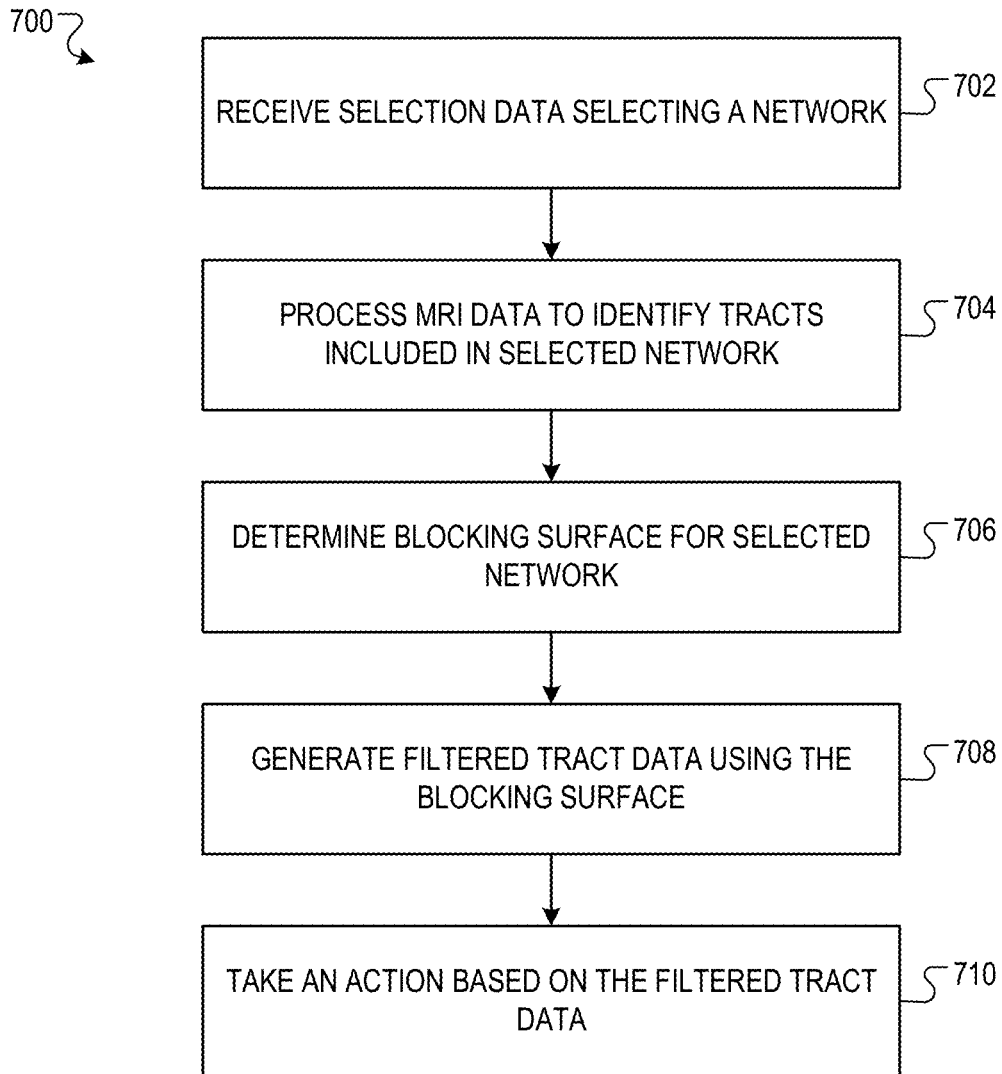 700
RECEIVE SELECTION DATA SELECTING A NETWORK
702
PROCESS MRI DATA TO IDENTIFY TRACTS
INCLUDED IN SELECTED NETWORK
704
DETERMINE BLOCKING SURFACE FOR SELECTED
NETWORK
706
GENERATE FILTERED TRACT DATA USING THE
BLOCKING SURFACE
708
TAKE AN ACTION BASED ON THE FILTERED TRACT
DATA
710